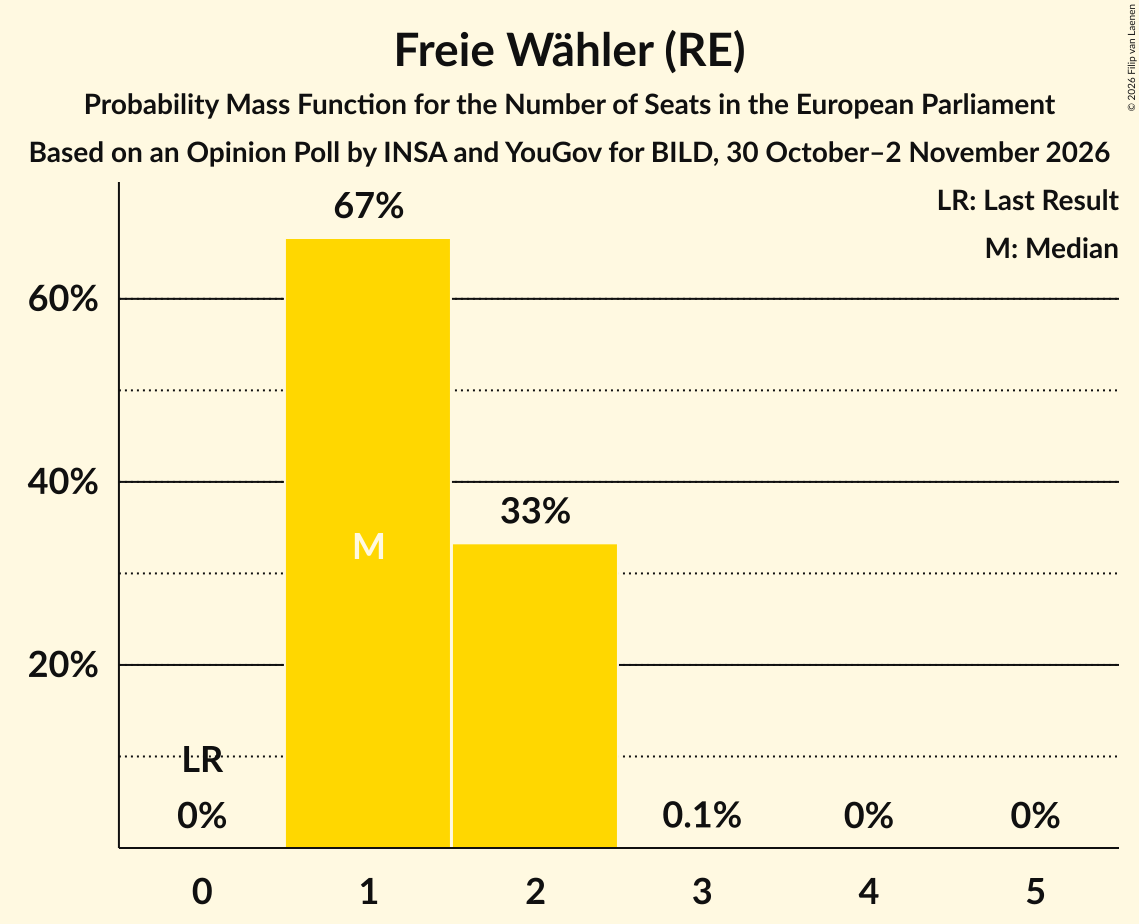 Freie Wähler (RE)
Probability Mass Function for the Number of Seats in the European Parliament
Based on an Opinion Poll by INSA and YouGov for BILD, 30 October–2 November 2026
© 2026 Filip van Laenen
LR: Last Result
M: Median
67%
60%
40%
33%
M
20%
LR
0%
0.1%
0%
0%
0 1 2 3 4 5